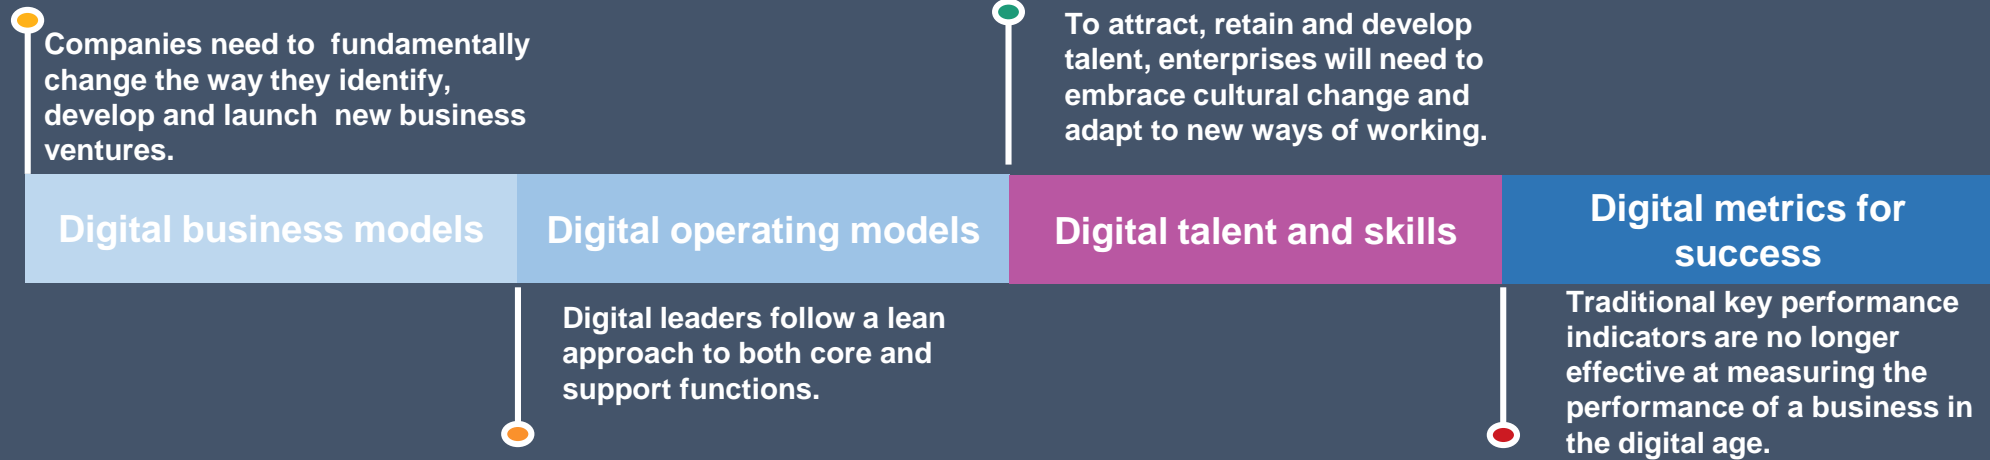 Companies need to  fundamentally
change the way they identify,
develop and launch  new business
ventures.
To attract, retain and develop
talent, enterprises will need to
embrace cultural change and
adapt to new ways of working.
Digital business models
Digital operating models
Digital talent and skills
Digital metrics for
success
Digital leaders follow a lean
approach to both core and
support functions.
Traditional key performance
indicators are no longer
effective at measuring the
performance of a business in
the digital age.